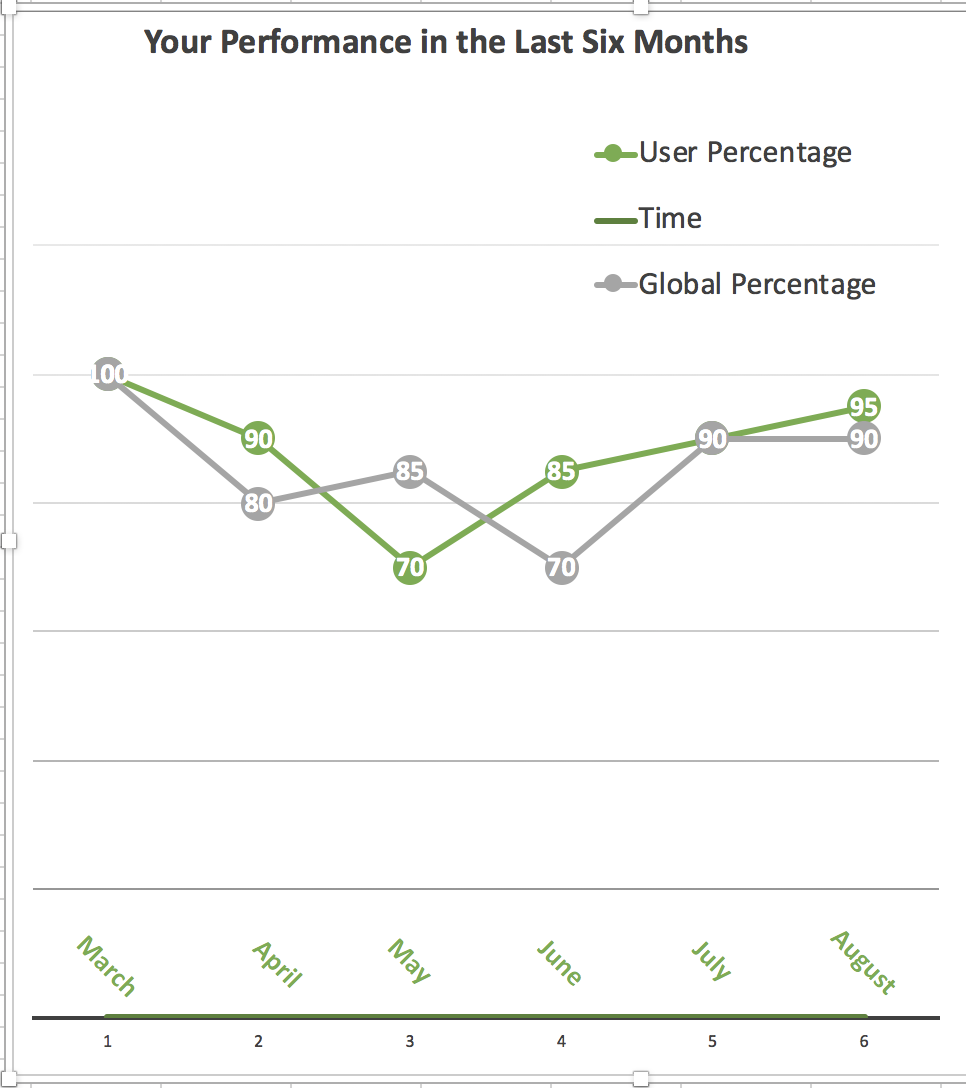 Your Performance in the Last Six Months
User Percentage
Time
Global Percentage
100
90
80
85
70
85
70
90
95
90
March April May June July August
1 2 3 4 5 6